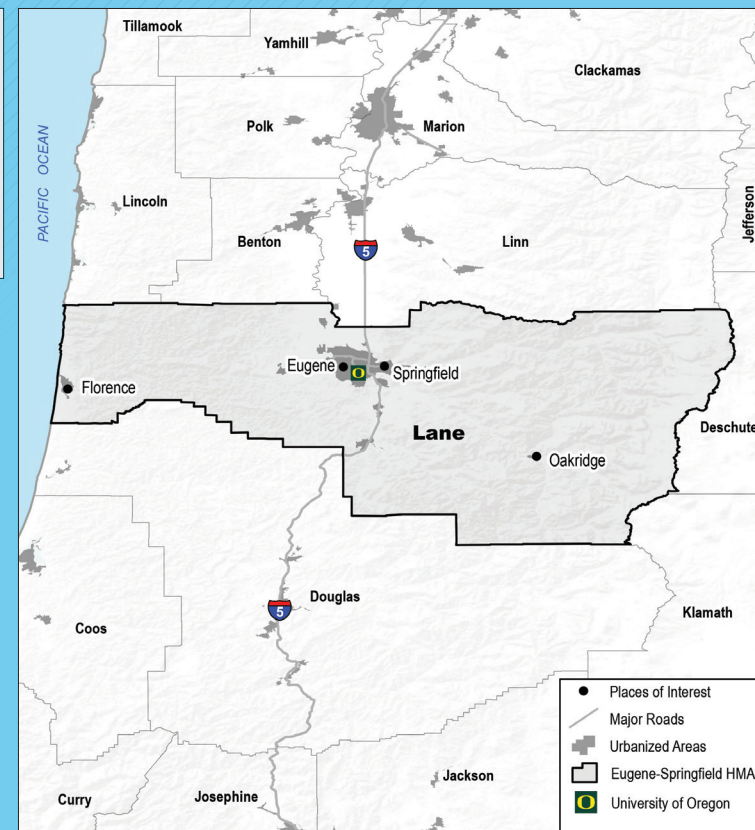 Tillamook
Yamhill
Clackamas
Polk
Marion
PACIFIC OCEAN
Lincoln
Jefferson
Benton
Linn
5
Eugene
O
Springfield
Florence
Lane
Deschute
Oakridge
Douglas
5
Klamath
Coos
Places of Interest
Major Roads
Urbanized Areas
Eugene-Springfield HMA
O
University of Oregon
Jackson
Curry
Josephine